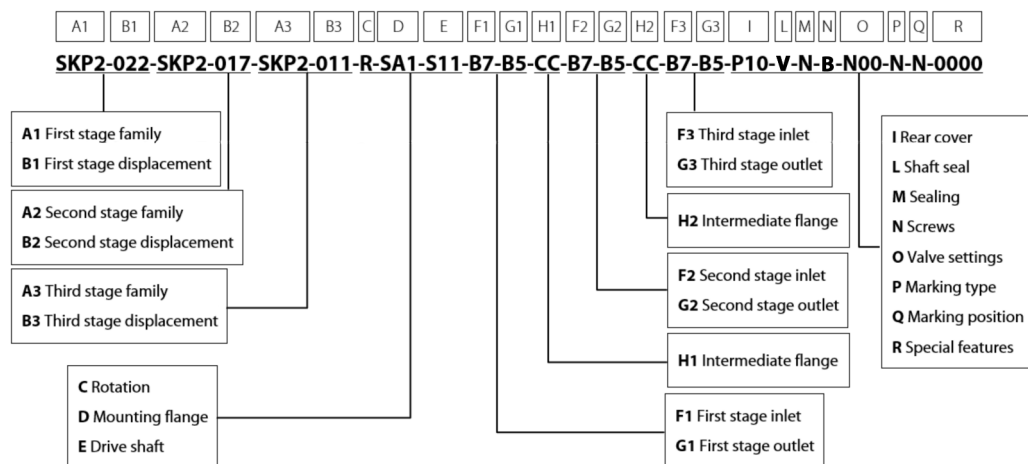 A1 B1 A2 B2 A3 B3 C D E F1 G1 H1 F2 G2 H2 F3 G3 I L M N O P Q R
SKP2-022-SKP2-017-SKP2-011-R-SA1-S11-B7-B5-CC-B7-B5-CC-B7-B5-P10-V-N-B-N00-N-N-0000
A1 First stage family
B1 First stage displacement
A2 Second stage family
B2 Second stage displacement
A3 Third stage family
B3 Third stage displacement
C Rotation
D Mounting flange
E Drive shaft
F3 Third stage inlet
G3 Third stage outlet
H2 Intermediate flange
F2 Second stage inlet
G2 Second stage outlet
H1 Intermediate flange
F1 First stage inlet
G1 First stage outlet
I Rear cover
L Shaft seal
M Sealing
N Screws
O Valve settings
P Marking type
Q Marking position
R Special features